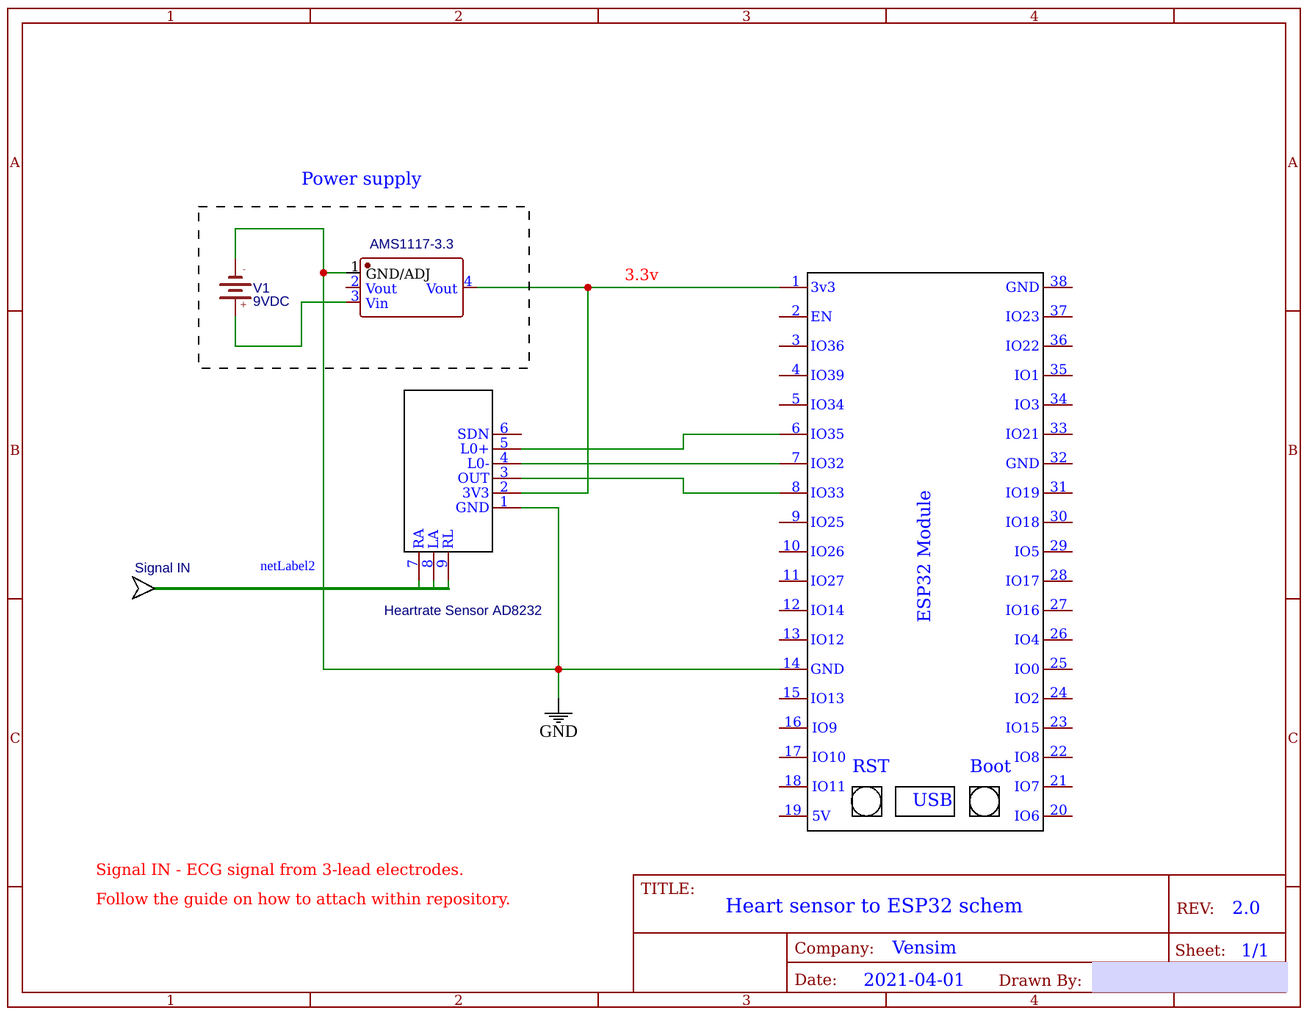 1 2 3 4
A A
Power supply
AMS1117-3.3
1 GND/ADJ
2 Vout Vout 4
3 Vin
-
V1
9VDC
+
3.3v
1 3v3 GND 38
2 EN IO23 37
3 IO36 IO22 36
4 IO39 IO1 35
5 IO34 IO3 34
6 IO35 IO21 33
7 IO32 GND 32
8 IO33 IO19 31
9 IO25 IO18 30
10 IO26 IO5 29
11 IO27 IO17 28
12 IO14 IO16 27
13 IO12 IO4 26
14 GND IO0 25
15 IO13 IO2 24
16 IO9 IO15 23
17 IO10 IO8 22
18 IO11 IO7 21
19 5V IO6 20
ESP32 Module
RST Boot
USB
B B
SDN 6
L0+ 5
L0- 4
OUT 3
3V3 2
GND 1
RA LA RL
7 8 9
Signal IN
netLabel2
Heartrate Sensor AD8232
GND
C C
Signal IN - ECG signal from 3-lead electrodes.
Follow the guide on how to attach within repository.
TITLE:
Heart sensor to ESP32 schem
REV: 2.0
Company: Vensim
Sheet: 1/1
Date: 2021-04-01 Drawn By:
1 2 3 4